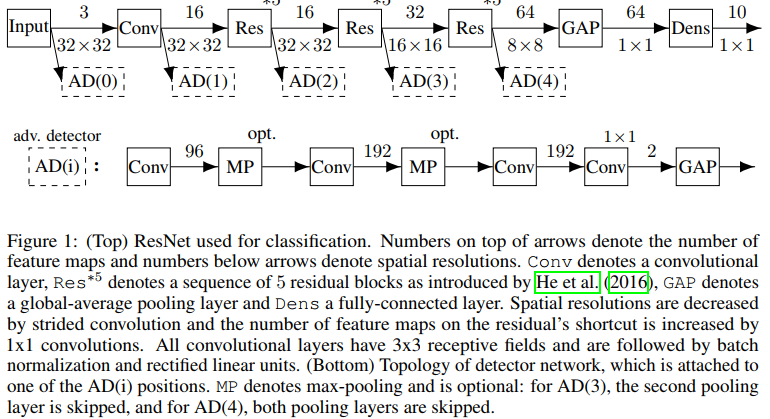 *5 *5 *5
3 16 16 32 64 64 10
Input Conv Res Res Res GAP Dens
32×32 32×32 32×32 16×16 8×8 1×1 1×1
AD(0) AD(1) AD(2) AD(3) AD(4)
adv. detector opt. opt. 1×1
96 192 192 2
AD(i) : Conv MP Conv MP Conv Conv GAP
Figure 1: (Top) ResNet used for classification. Numbers on top of arrows denote the number of
feature maps and numbers below arrows denote spatial resolutions. Conv denotes a convolutional
layer, Res*5 denotes a sequence of 5 residual blocks as introduced by He et al. (2016), GAP denotes
a global-average pooling layer and Dens a fully-connected layer. Spatial resolutions are decreased
by strided convolution and the number of feature maps on the residual's shortcut is increased by
1x1 convolutions. All convolutional layers have 3x3 receptive fields and are followed by batch
normalization and rectified linear units. (Bottom) Topology of detector network, which is attached to
one of the AD(i) positions. MP denotes max-pooling and is optional: for AD(3), the second pooling
layer is skipped, and for AD(4), both pooling layers are skipped.